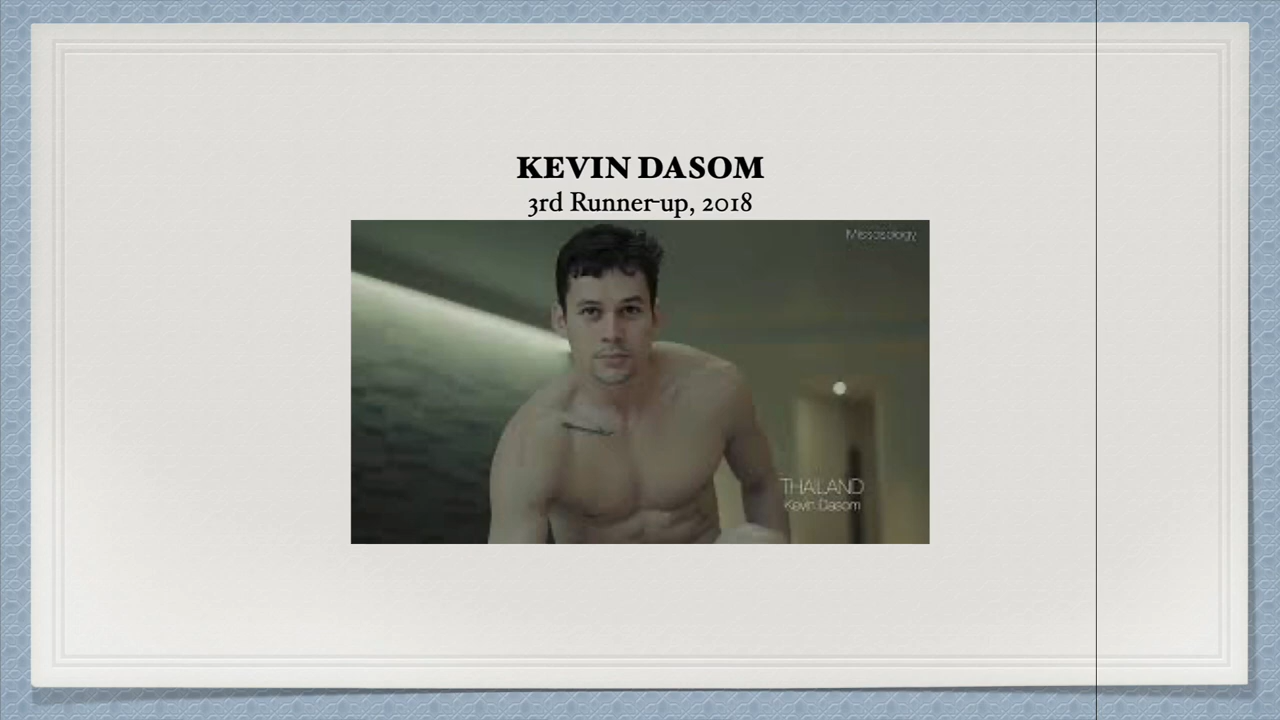 KEVIN DASOM
3rd Runner-up, 2018
Missosology
THAILAND
Kevin Dasom